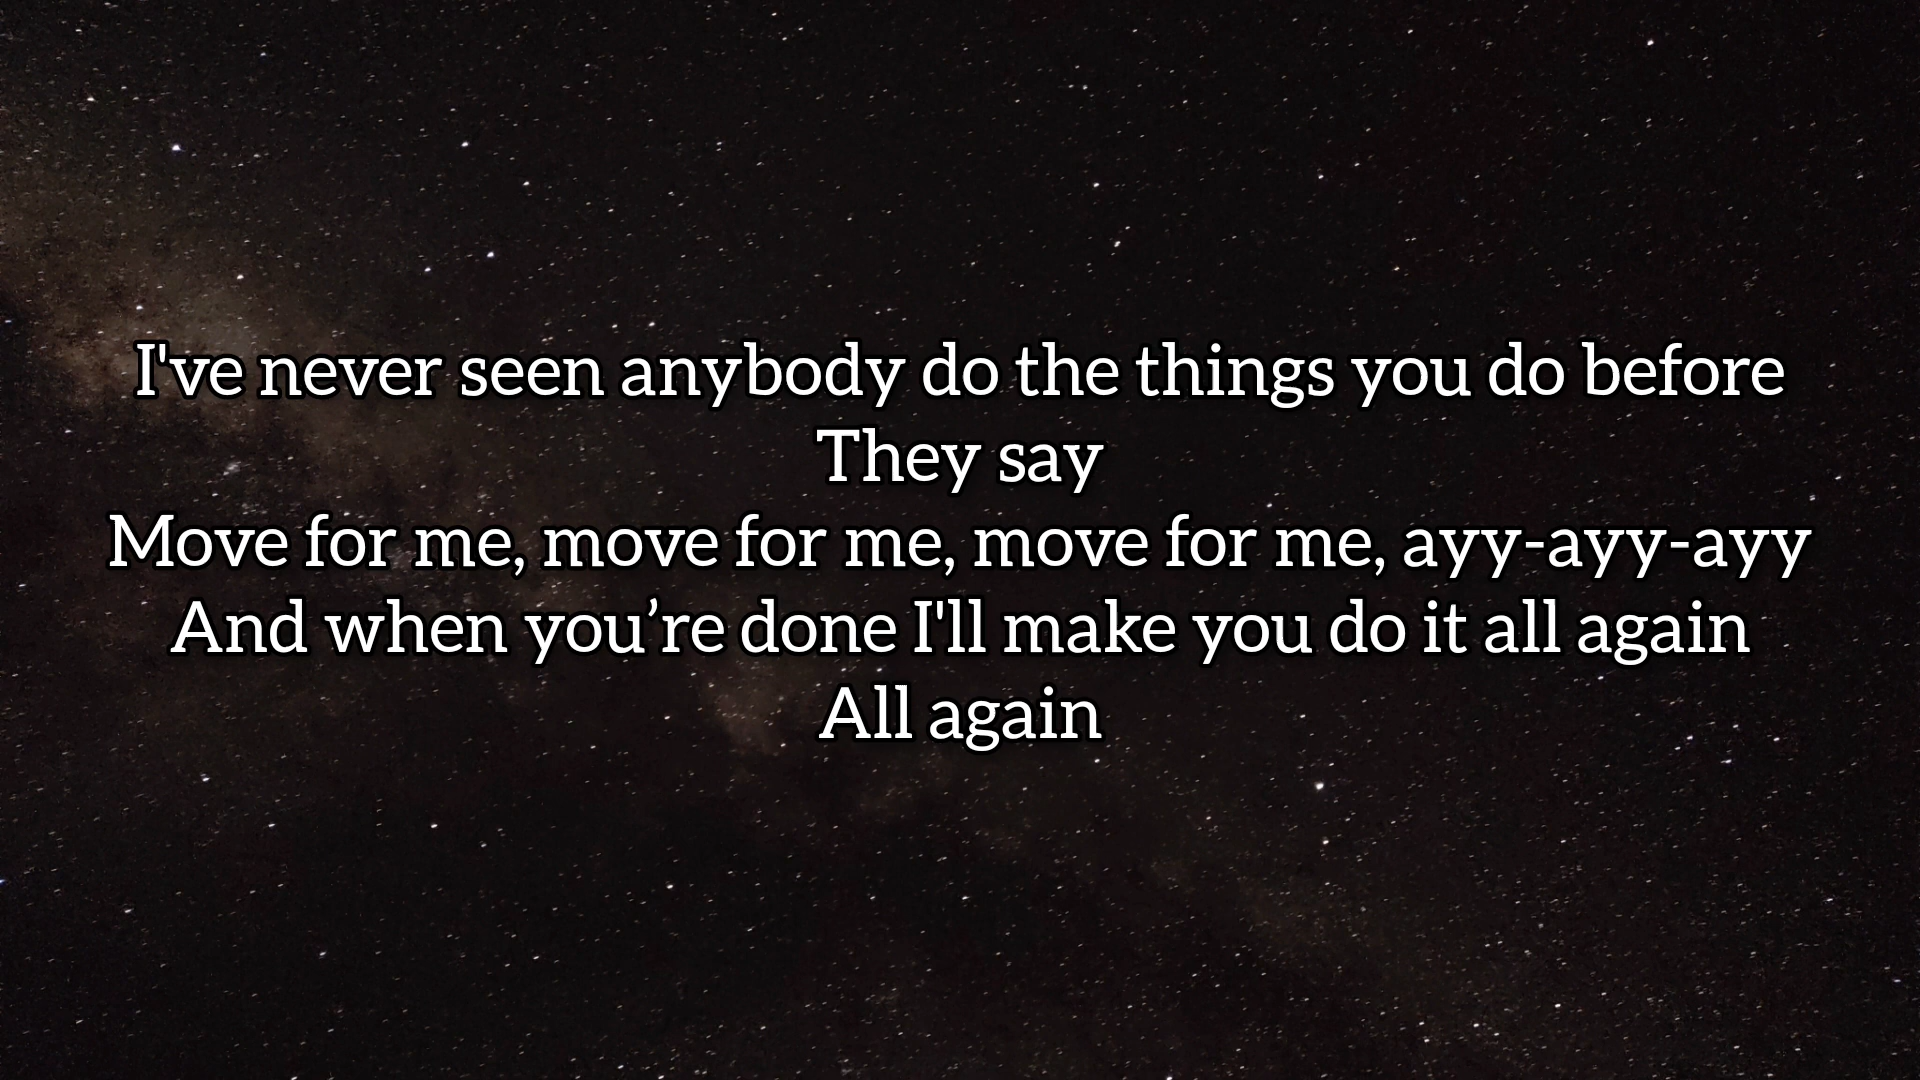 I've never seen anybody do the things you do before
They say
Move for me, move for me, move for me, ayy-ayy-ayy
And when you’re done I'll make you do it all again
All again